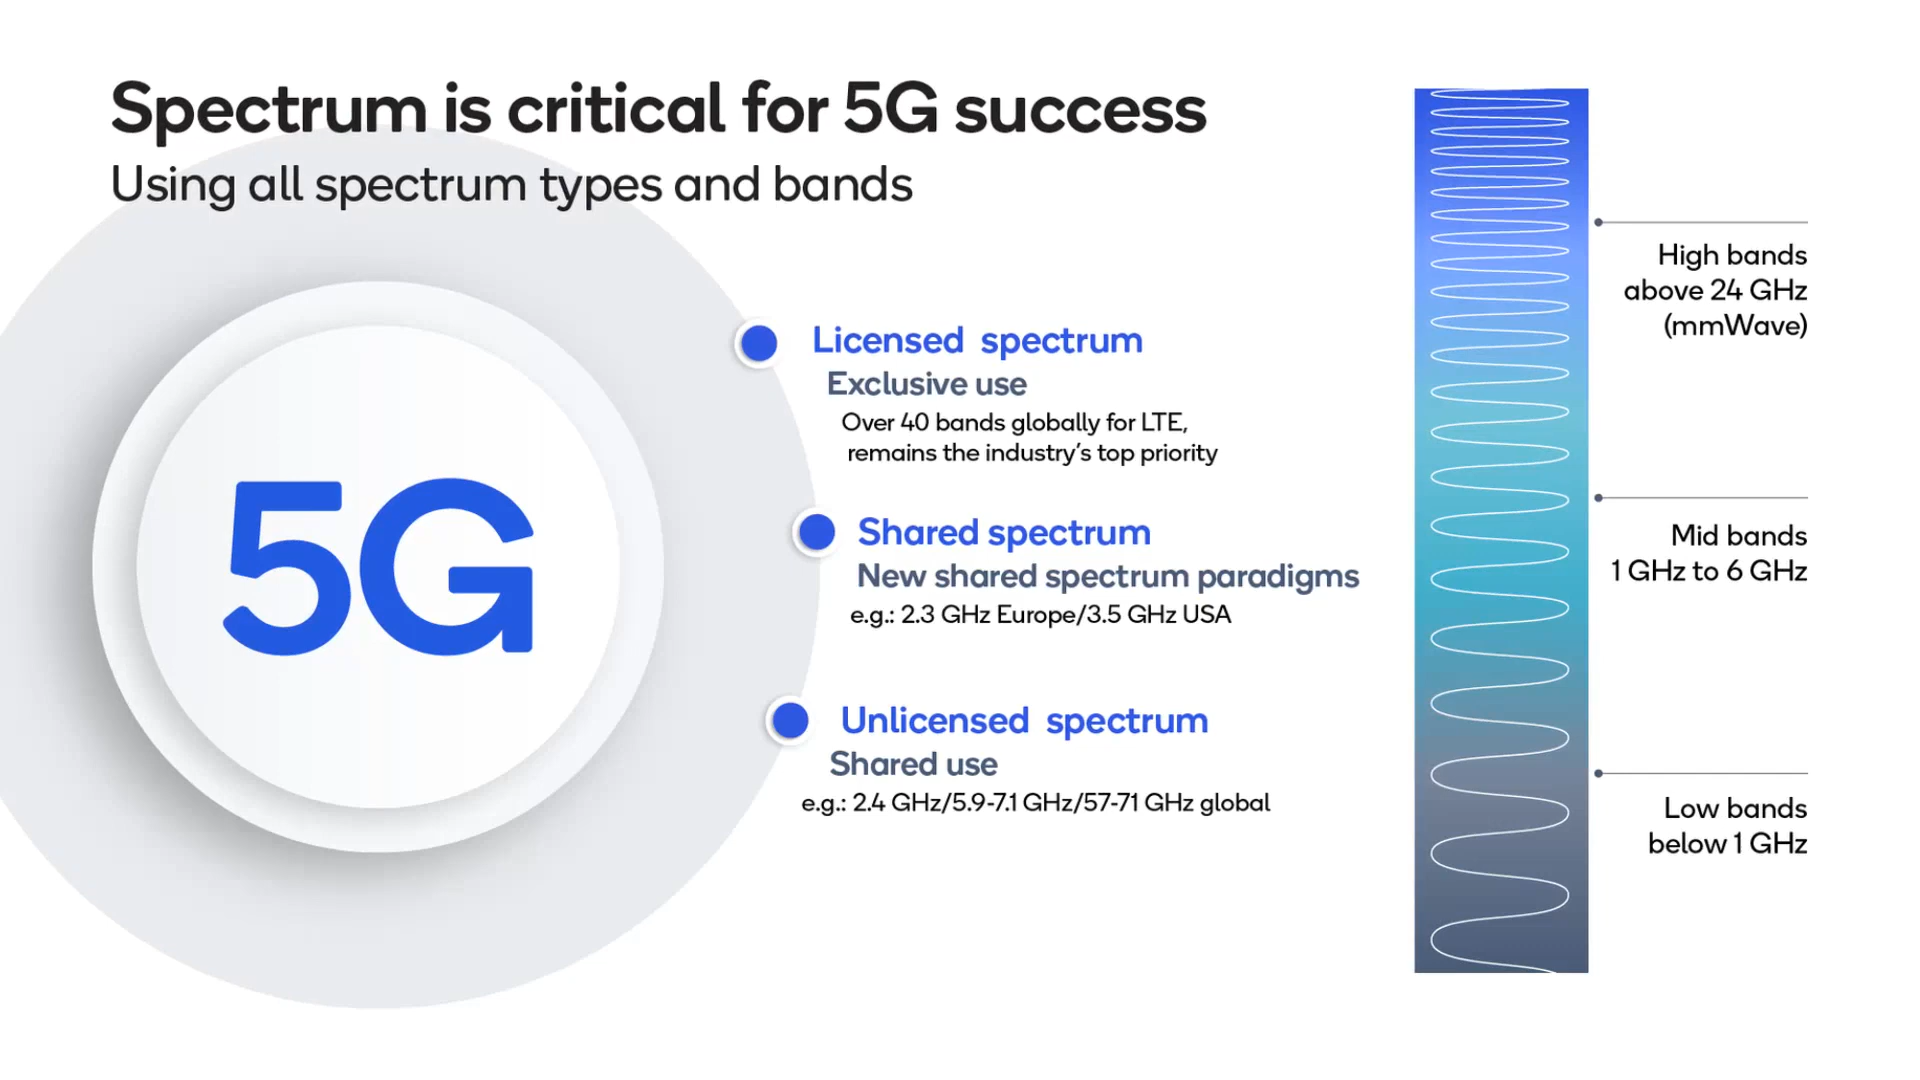 Spectrum is critical for 5G success
Using all spectrum types and bands
5G
Licensed spectrum
Exclusive use
Over 40 bands globally for LTE,
remains the industry's top priority
Shared spectrum
New shared spectrum paradigms
e.g.: 2.3 GHz Europe/3.5 GHz USA
Unlicensed spectrum
Shared use
e.g.: 2.4 GHz/5.9-7.1 GHz/57-71 GHz global
High bands
above 24 GHz
(mmWave)
Mid bands
1 GHz to 6 GHz
Low bands
below 1 GHz